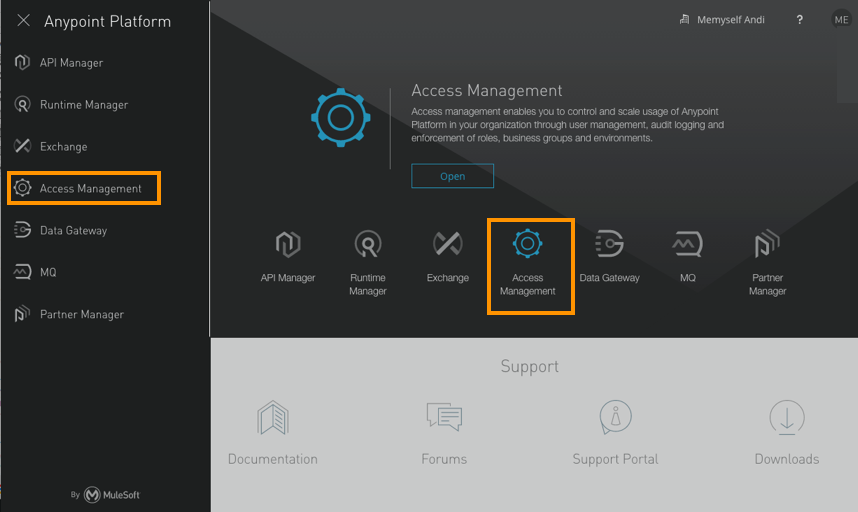 Anypoint Platform
API Manager
Runtime Manager
Exchange
Access Management
Data Gateway
MQ
Partner Manager
By MuleSoft
Memyself Andi
?
ME
Access Management
Access management enables you to control and scale usage of Anypoint
Platform in your organization through user management, audit logging and
enforcement of roles, business groups and environments.
Open
API Manager
Runtime
Manager
Exchange
Access
Management
Data Gateway
MQ
Partner
Manager
Support
Documentation
Forums
Support Portal
Downloads